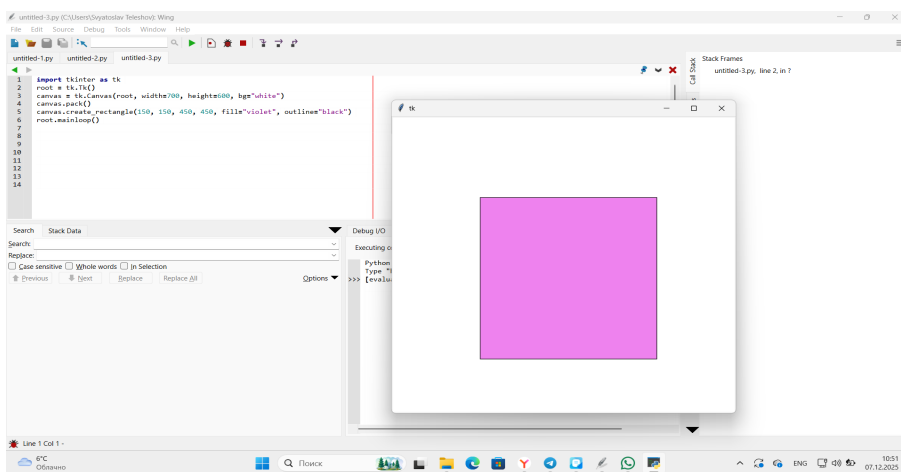 untitled-3.py (C:\Users\Svyatoslav Teleshov): Wing
File Edit Source Debug Tools Window Help
untitled-1.py untitled-2.py untitled-3.py
1 import tkinter as tk
2 root = tk.Tk()
3 canvas = tk.Canvas(root, width=700, height=600, bg="white")
4 canvas.pack()
5 canvas.create_rectangle(150, 150, 450, 450, fill="violet", outline="black")
6 root.mainloop()
7
8
9
10
11
12
13
14
Call Stack
Stack Frames
untitled-3.py, line 2, in ?
tk
Search Stack Data
Search:
Replace:
Case sensitive Whole words In Selection
Previous Next Replace Replace All Options
Debug I/O
Executing
Python
Type
>>>
Line 1 Col 1 -
6°C
Облачно
Поиск
ENG
10:51
07.12.2025